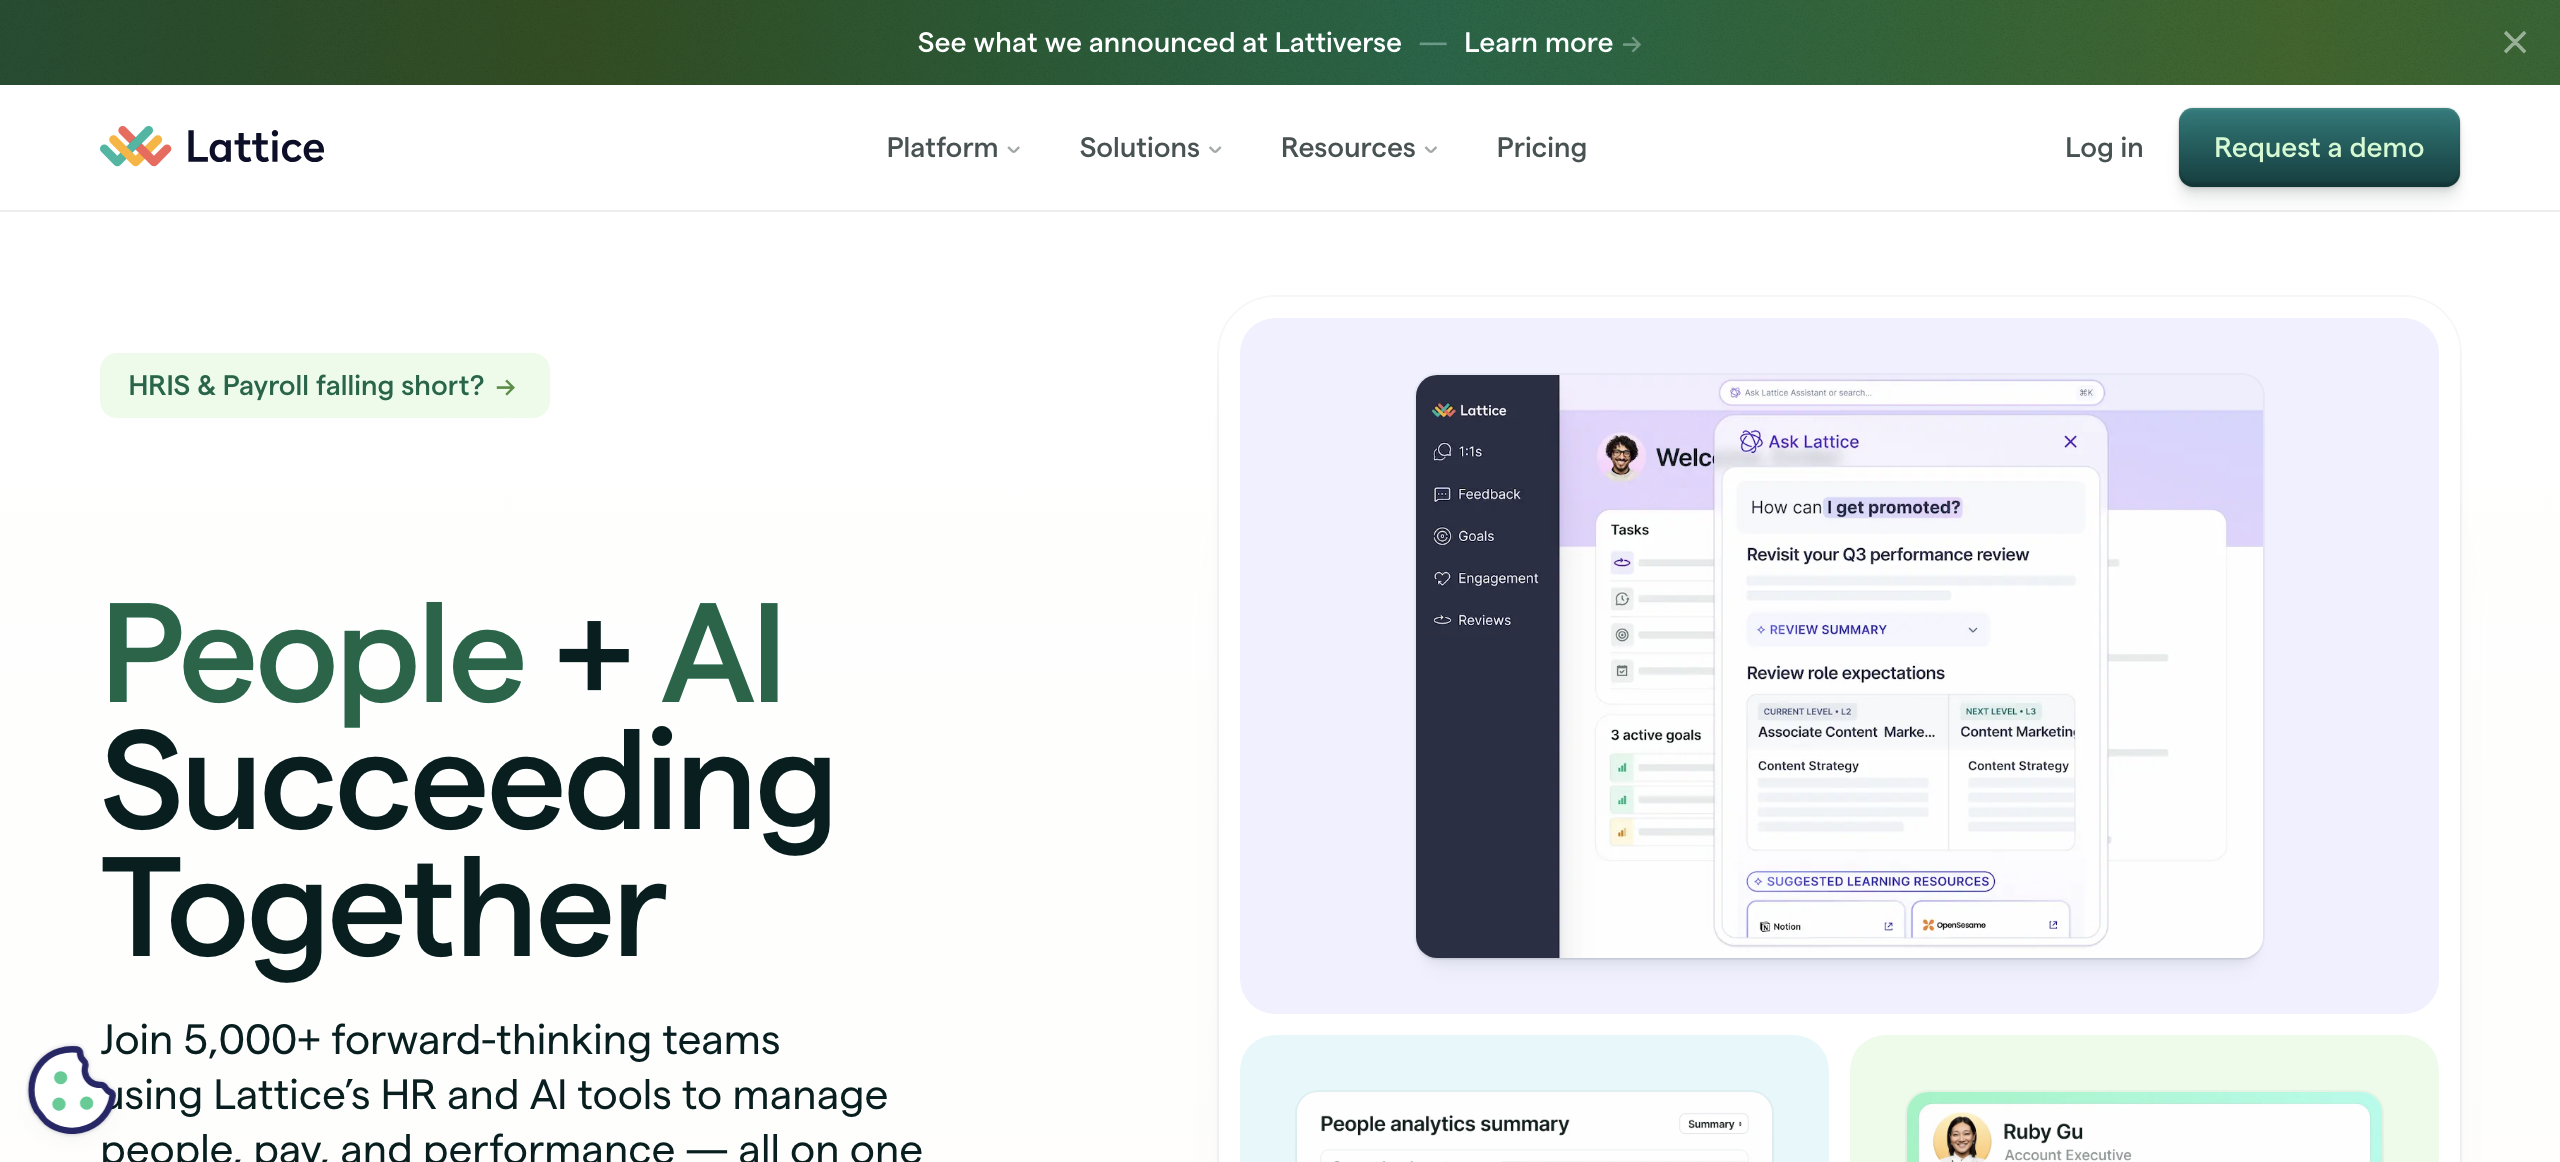 See what we announced at Lattiverse — Learn more →
Lattice
Platform
Solutions
Resources
Pricing
Log in
Request a demo
HRIS & Payroll falling short? →
People + AI
Succeeding
Together
Join 5,000+ forward-thinking teams
using Lattice's HR and AI tools to manage
people, pay, and performance — all on one
Lattice
1:1s
Feedback
Goals
Engagement
Reviews
Ask Lattice Assistant or search...
⌘K
Welc
Tasks
3 active goals
Ask Lattice
How can I get promoted?
Revisit your Q3 performance review
REVIEW SUMMARY
Review role expectations
CURRENT LEVEL • L2
Associate Content Marke...
Content Strategy
NEXT LEVEL • L3
Content Marketing
Content Strategy
SUGGESTED LEARNING RESOURCES
Notion
OpenSesame
People analytics summary
Summary
Ruby Gu
Account Executive